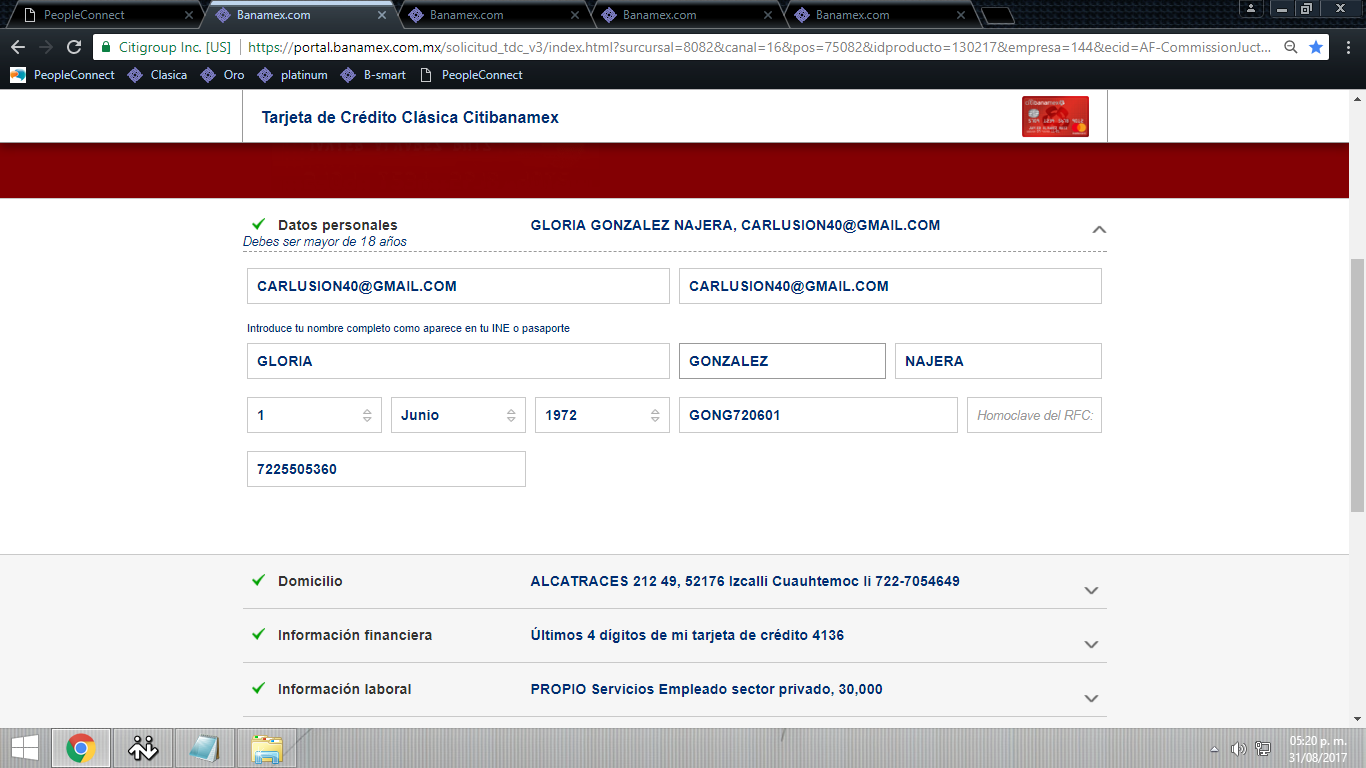 PeopleConnect Banamex.com Banamex.com Banamex.com Banamex.com
Citigroup Inc. [US] https://portal.banamex.com.mx/solicitud_tdc_v3/index.html?surcursal=8082&canal=16&pos=75082&idproducto=130217&empresa=144&ecid=AF-CommissionJuct...
PeopleConnect Clasica Oro platinum B-smart PeopleConnect
Tarjeta de Crédito Clásica Citibanamex
Datos personales GLORIA GONZALEZ NAJERA, CARLUSION40@GMAIL.COM
Debes ser mayor de 18 años
CARLUSION40@GMAIL.COM CARLUSION40@GMAIL.COM
Introduce tu nombre completo como aparece en tu INE o pasaporte
GLORIA GONZALEZ NAJERA
1 Junio 1972 GONG720601 Homoclave del RFC:
7225505360
Domicilio ALCATRACES 212 49, 52176 Izcalli Cuauhtemoc Ii 722-7054649
Información financiera Últimos 4 dígitos de mi tarjeta de crédito 4136
Información laboral PROPIO Servicios Empleado sector privado, 30,000
05:20 p. m.
31/08/2017